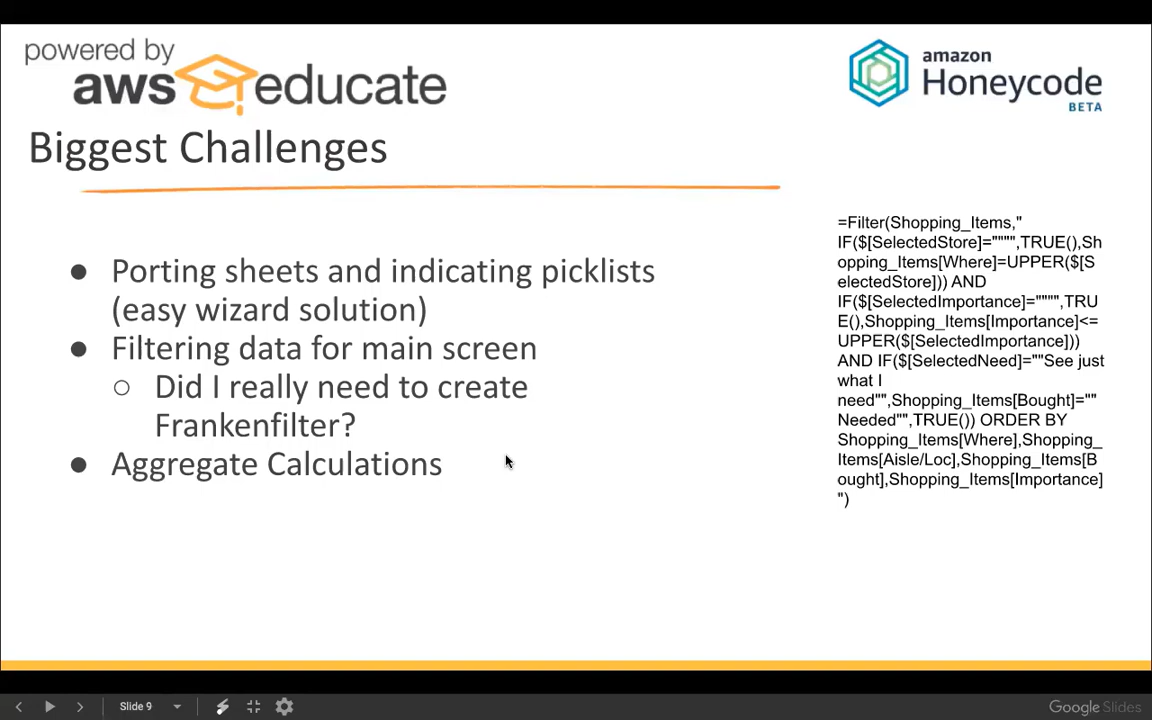 powered by
aws educate
amazon
Honeycode
BETA
Biggest Challenges
● Porting sheets and indicating picklists
(easy wizard solution)
● Filtering data for main screen
○ Did I really need to create
Frankenfilter?
● Aggregate Calculations
=Filter(Shopping_Items,"
IF($[SelectedStore]="""",TRUE(),Sh
opping_Items[Where]=UPPER($[S
electedStore])) AND
IF($[SelectedImportance]="""",TRU
E(),Shopping_Items[Importance]<=
UPPER($[SelectedImportance]))
AND IF($[SelectedNeed]=""See just
what I
need"",Shopping_Items[Bought]=""
Needed"",TRUE()) ORDER BY
Shopping_Items[Where],Shopping_
Items[Aisle/Loc],Shopping_Items[B
ought],Shopping_Items[Importance]
")
Slide 9
Google Slides